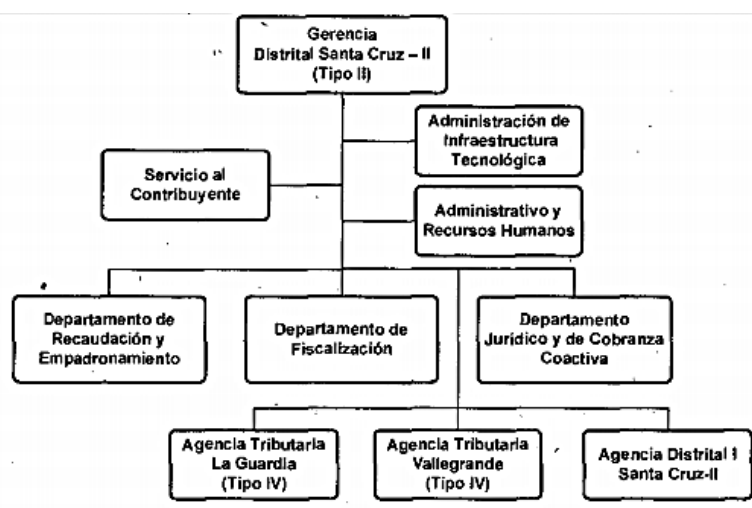 Gerencia
Distrital Santa Cruz – II
(Tipo II)
Administración de
Infraestructura
Tecnológica
Servicio al
Contribuyente
Administrativo y
Recursos Humanos
Departamento de
Recaudación y
Empadronamiento
Departamento de
Fiscalización
Departamento
Jurídico y de Cobranza
Coactiva
Agencia Tributaria
La Guardia
(Tipo IV)
Agencia Tributaria
Vallegrande
(Tipo IV)
Agencia Distrital I
Santa Cruz-II